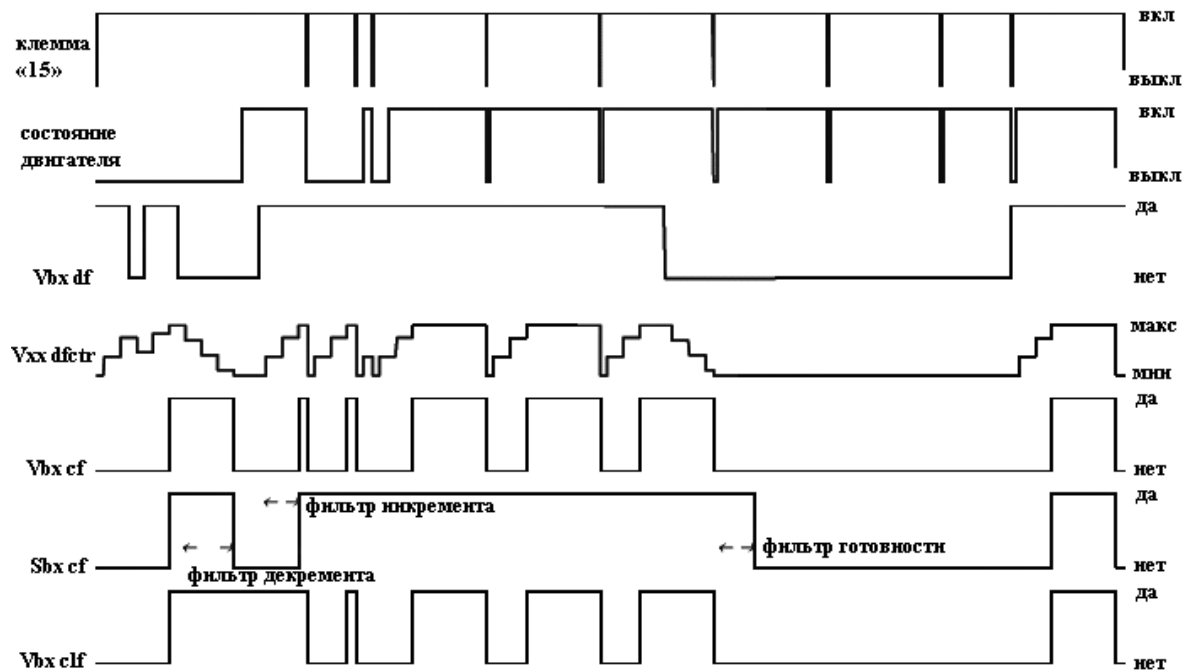 клемма
«15»
вкл
выкл
состояние
двигателя
вкл
выкл
Vbx df
да
нет
Vxx dfctr
макс
мин
Vbx cf
да
нет
Sbx cf
фильтр инкремента
фильтр декремента
фильтр готовности
да
нет
Vbx clf
да
нет